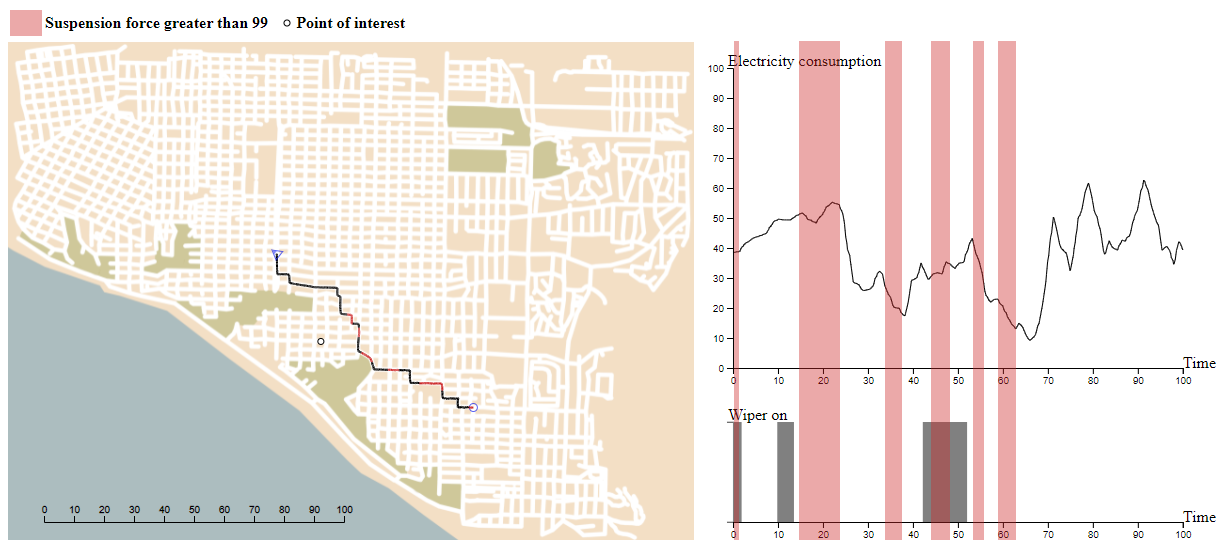 Suspension force greater than 99 Point of interest
Electricity consumption
100
90
80
70
60
50
40
30
20
10
0
Time
0 10 20 30 40 50 60 70 80 90 100
Wiper on
Time
0 10 20 30 40 50 60 70 80 90 100
0 10 20 30 40 50 60 70 80 90 100